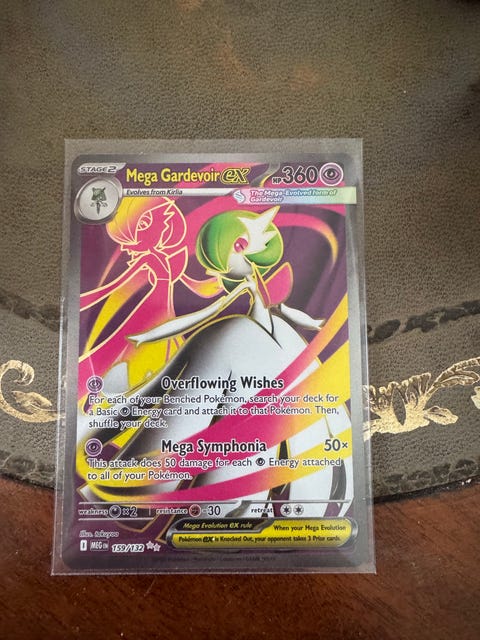 STAGE 2
Mega Gardevoir ex
HP 360
Evolves from Kirlia
The Mega-Evolved form of
Gardevoir
Overflowing Wishes
For each of your Benched Pokémon, search your deck for
a Basic Energy card and attach it to that Pokémon. Then,
shuffle your deck.
Mega Symphonia 50×
This attack does 50 damage for each Energy attached
to all of your Pokémon.
weakness ×2 resistance -30 retreat
Mega Evolution ex rule
When your Mega Evolution
Pokémon ex is Knocked Out, your opponent takes 3 Prize cards.
Illus. takuyoa
I MEG EN 159/132